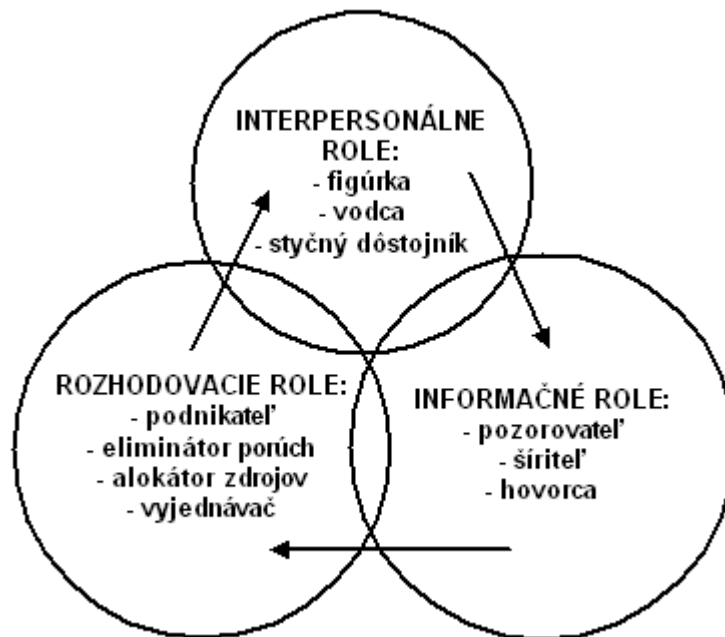 INTERPERSONÁLNE
ROLE:
- figúrka
- vodca
- styčný dôstojník
ROZHODOVACIE ROLE:
- podnikateľ
- eliminátor porúch
- alokátor zdrojov
- vyjednávač
INFORMAČNÉ ROLE:
- pozorovateľ
- šíriteľ
- hovorca